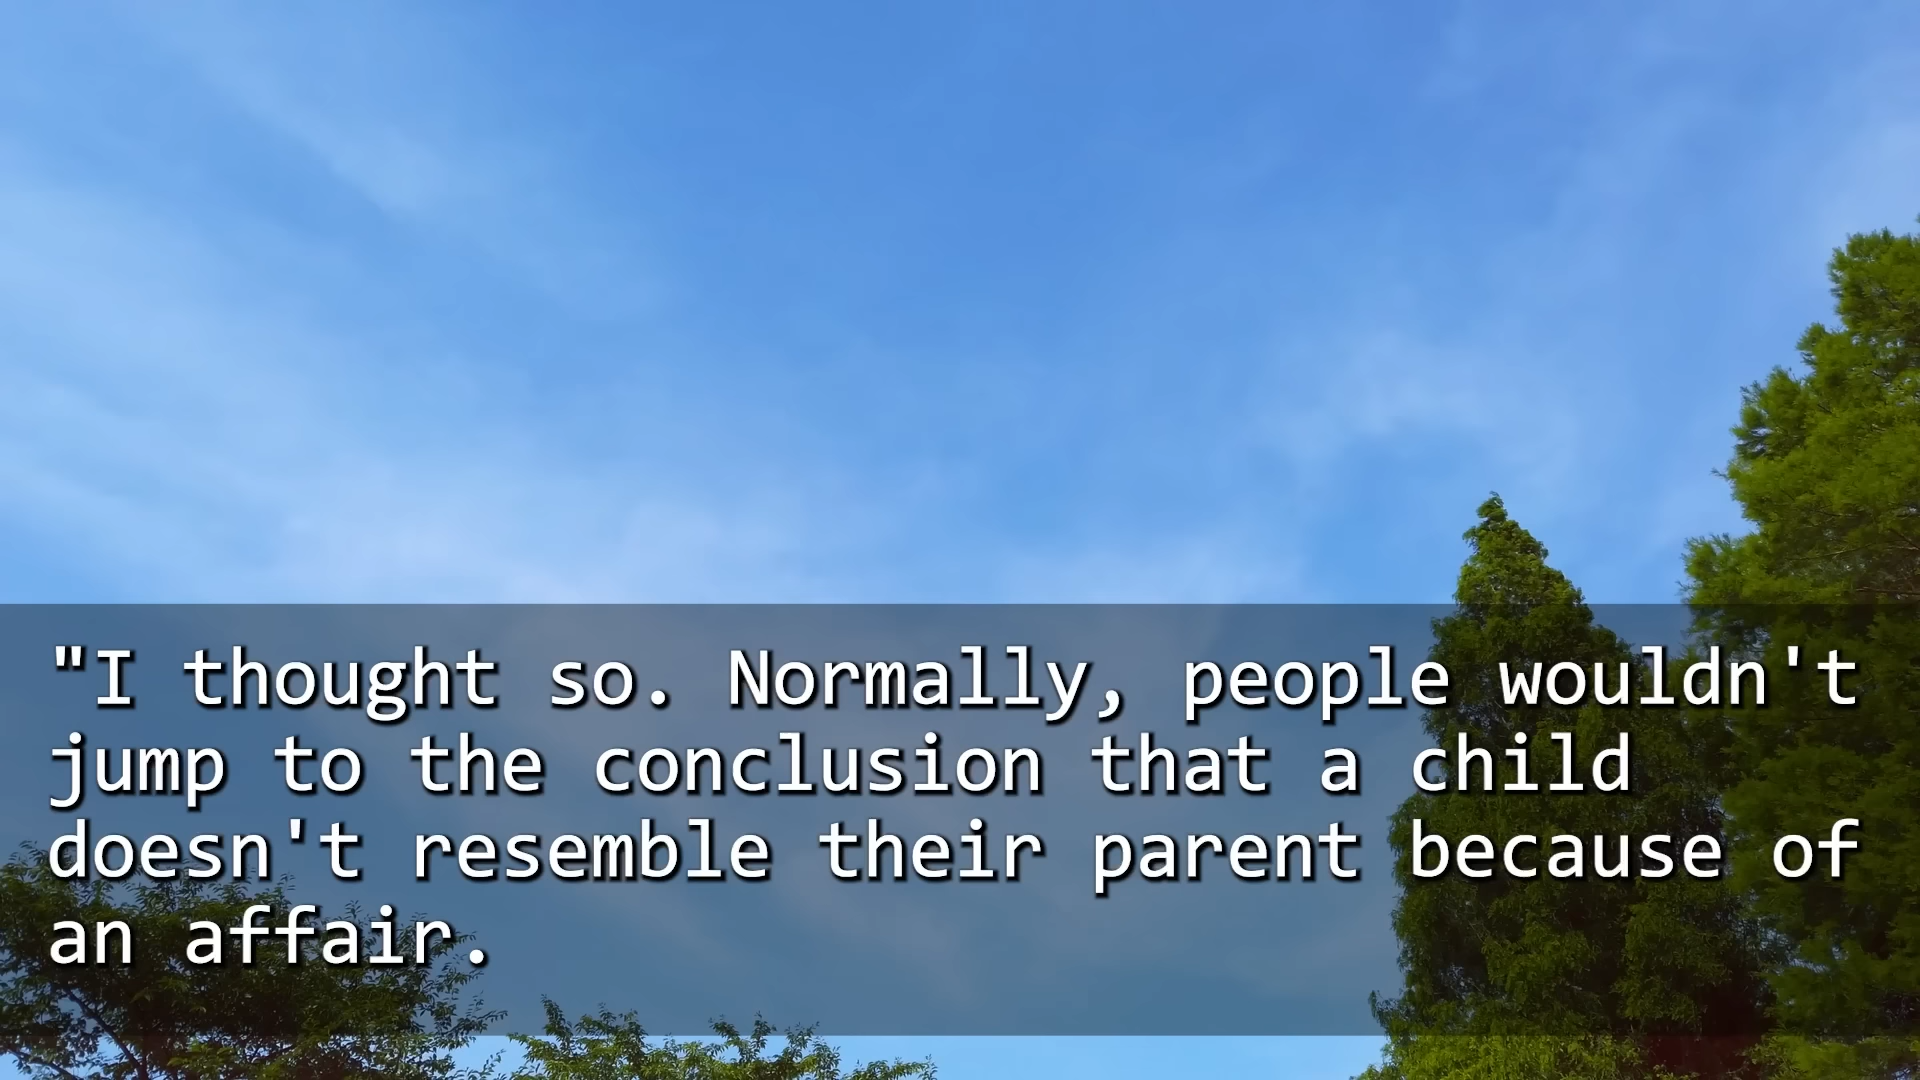 "I thought so. Normally, people wouldn't
jump to the conclusion that a child
doesn't resemble their parent because of
an affair.